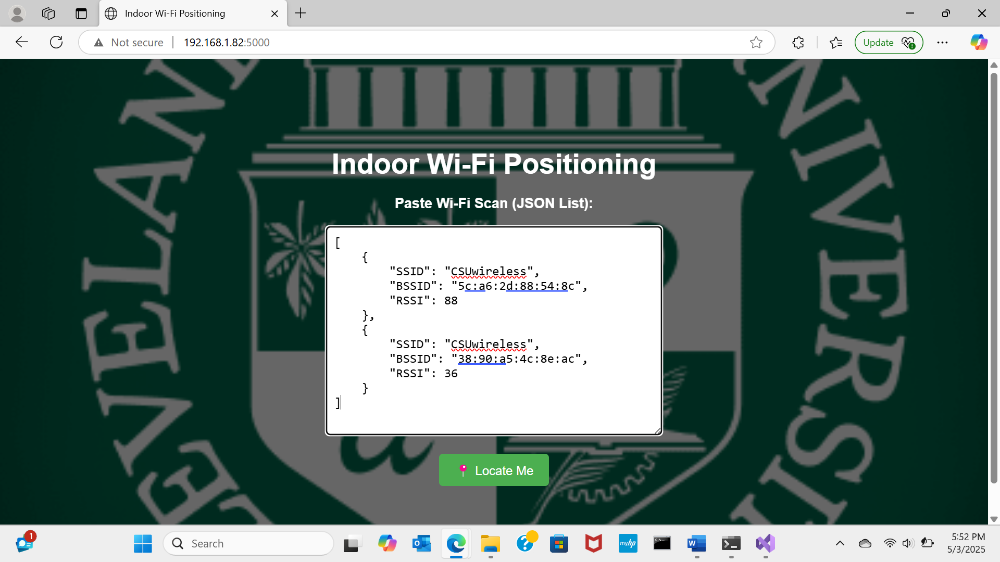 Indoor Wi-Fi Positioning
Not secure
192.168.1.82:5000
Update
Indoor Wi-Fi Positioning
Paste Wi-Fi Scan (JSON List):
[
{
"SSID": "CSUwireless",
"BSSID": "5c:a6:2d:88:54:8c",
"RSSI": 88
},
{
"SSID": "CSUwireless",
"BSSID": "38:90:a5:4c:8e:ac",
"RSSI": 36
}
]
Locate Me
1
Search
myhp
5:52 PM
5/3/2025